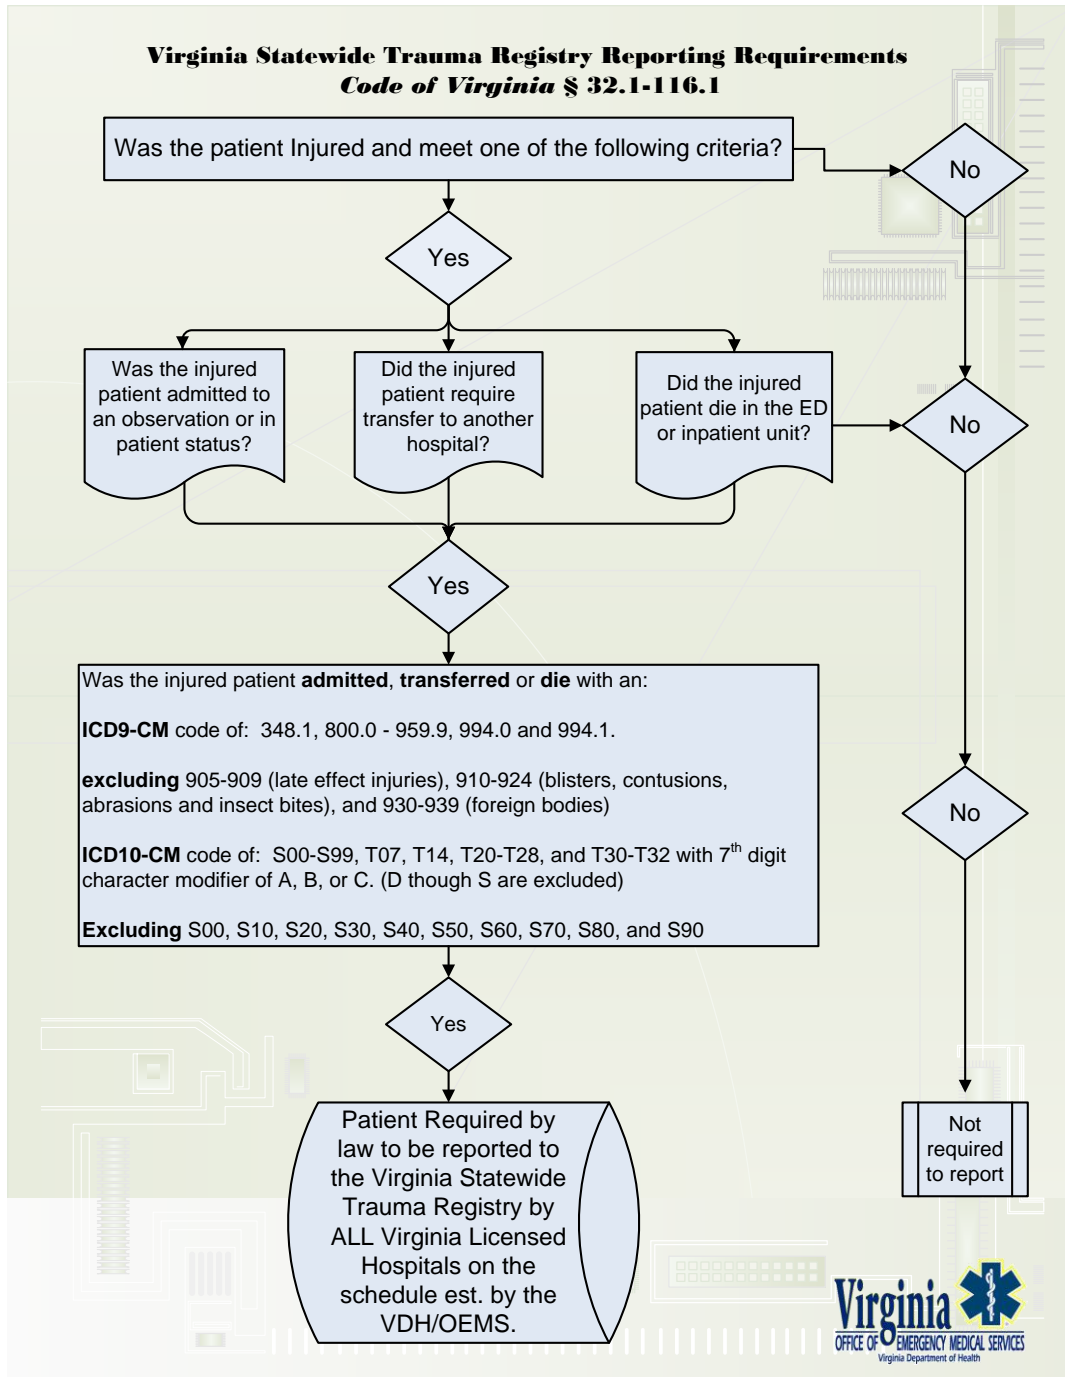 Virginia Statewide Trauma Registry Reporting Requirements
Code of Virginia § 32.1-116.1
Was the patient Injured and meet one of the following criteria?
No
Yes
Was the injured
patient admitted to
an observation or in
patient status?
Did the injured
patient require
transfer to another
hospital?
Did the injured
patient die in the ED
or inpatient unit?
No
Yes
Was the injured patient admitted, transferred or die with an:
ICD9-CM code of:  348.1, 800.0 - 959.9, 994.0 and 994.1.
excluding 905-909 (late effect injuries), 910-924 (blisters, contusions,
abrasions and insect bites), and 930-939 (foreign bodies)
ICD10-CM code of:  S00-S99, T07, T14, T20-T28, and T30-T32 with 7th digit
character modifier of A, B, or C. (D though S are excluded)
Excluding S00, S10, S20, S30, S40, S50, S60, S70, S80, and S90
No
Yes
Patient Required by
law to be reported to
the Virginia Statewide
Trauma Registry by
ALL Virginia Licensed
Hospitals on the
schedule est. by the
VDH/OEMS.
Not
required
to report
Virginia
OFFICE OF EMERGENCY MEDICAL SERVICES
Virginia Department of Health